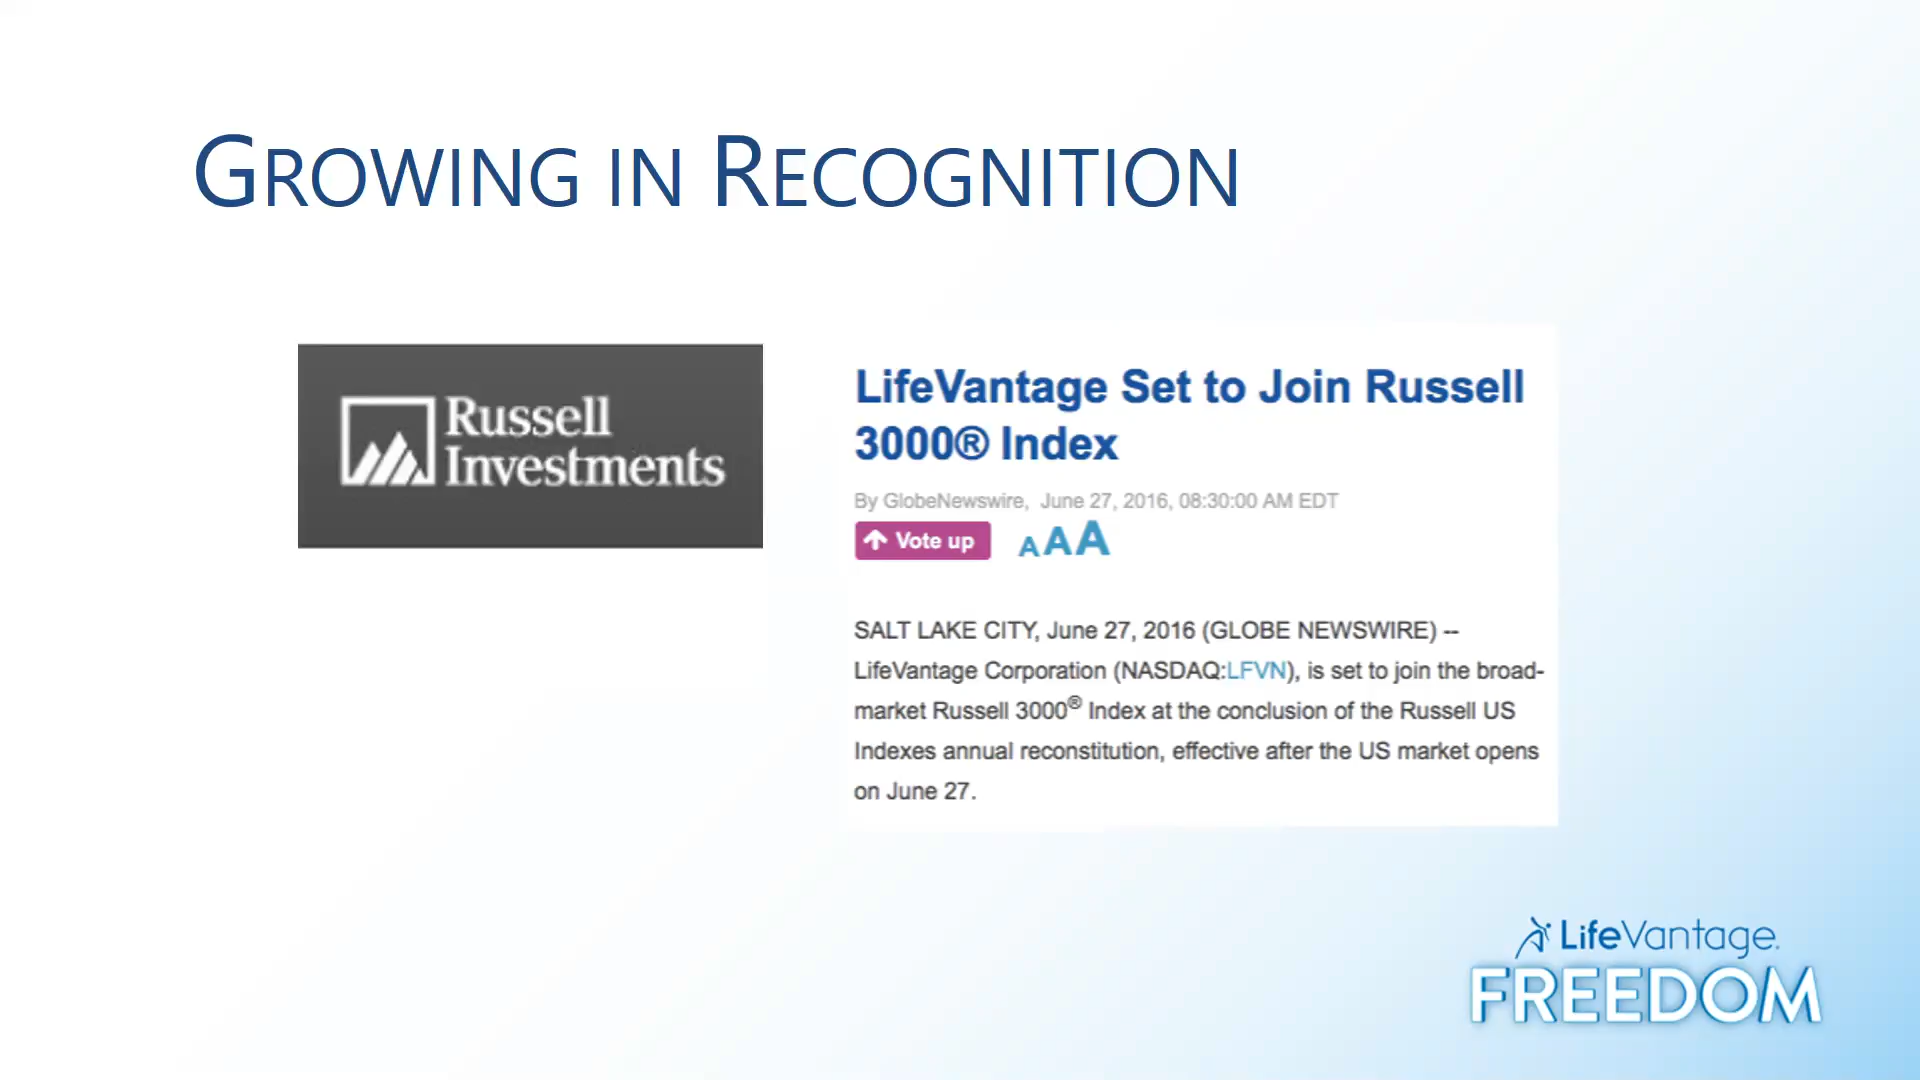 GROWING IN RECOGNITION
Russell
Investments
LifeVantage Set to Join Russell
3000® Index
By GlobeNewswire, June 27, 2016, 08:30:00 AM EDT
Vote up A A A
SALT LAKE CITY, June 27, 2016 (GLOBE NEWSWIRE) --
LifeVantage Corporation (NASDAQ:LFVN), is set to join the broad-
market Russell 3000® Index at the conclusion of the Russell US
Indexes annual reconstitution, effective after the US market opens
on June 27.
LifeVantage.
FREEDOM